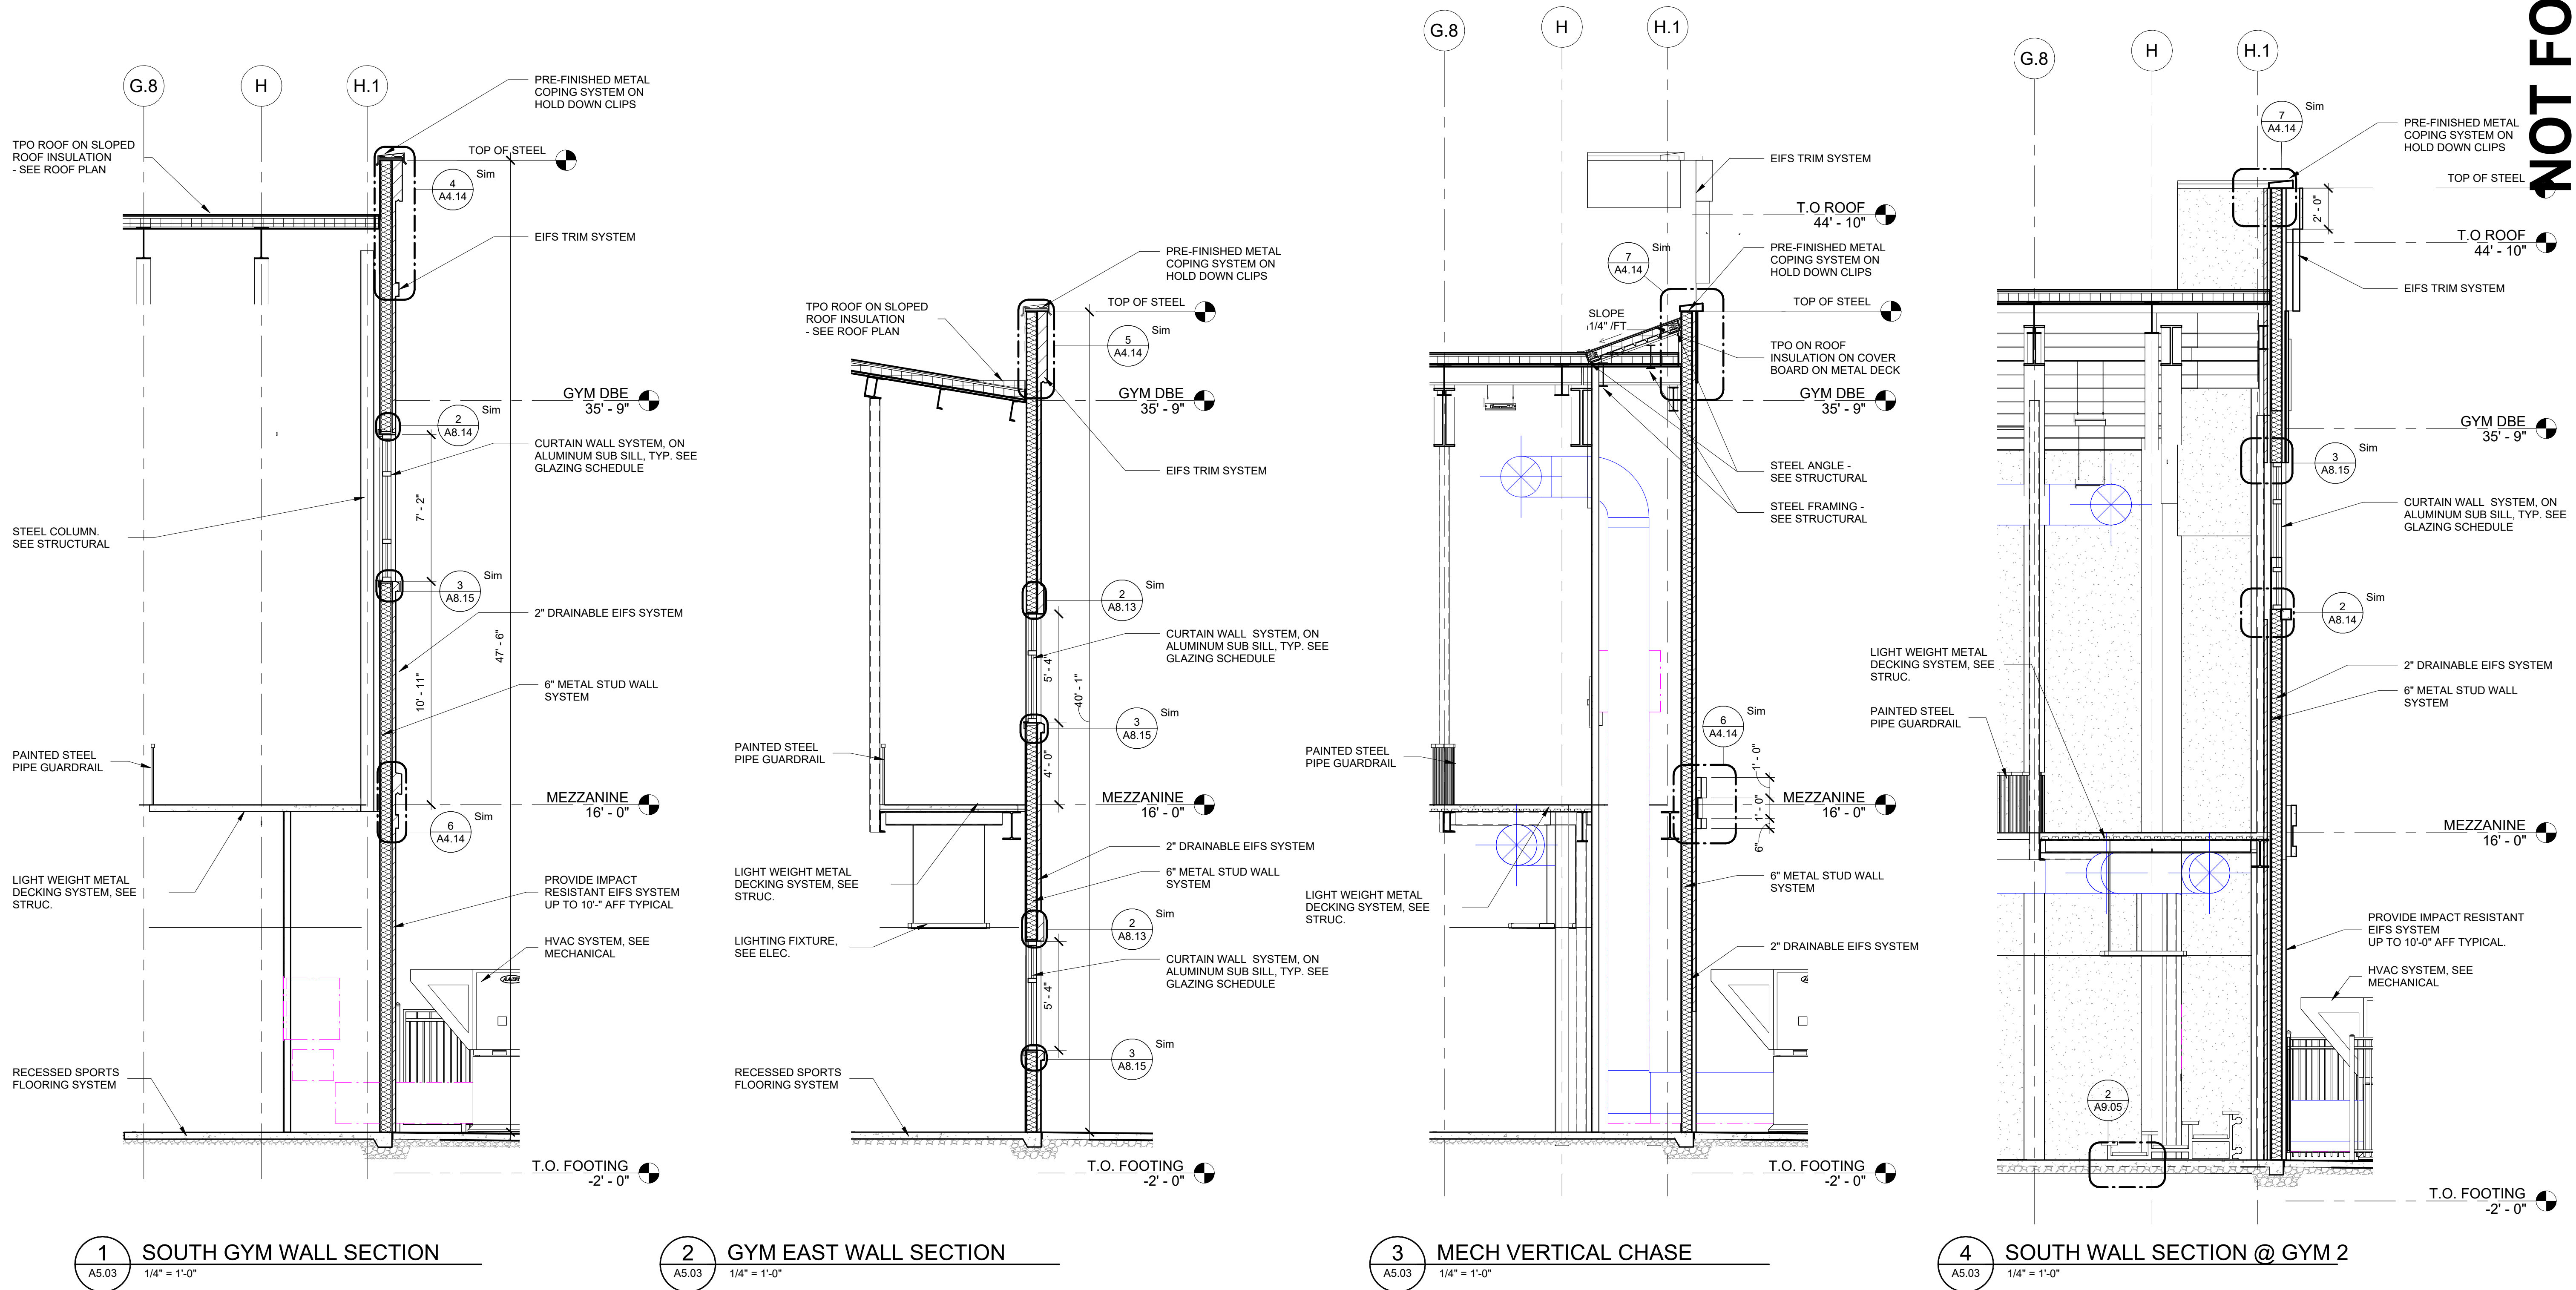 G.8
H
H.1
PRE-FINISHED METAL
COPING SYSTEM ON
HOLD DOWN CLIPS
TPO ROOF ON SLOPED
ROOF INSULATION
- SEE ROOF PLAN
TOP OF STEEL
4
A4.14
Sim
EIFS TRIM SYSTEM
GYM DBE
35' - 9"
2
A8.14
Sim
CURTAIN WALL SYSTEM, ON
ALUMINUM SUB SILL, TYP. SEE
GLAZING SCHEDULE
7' - 2"
STEEL COLUMN.
SEE STRUCTURAL
3
A8.15
Sim
2" DRAINABLE EIFS SYSTEM
47' - 6"
10' - 11"
6" METAL STUD WALL
SYSTEM
PAINTED STEEL
PIPE GUARDRAIL
MEZZANINE
16' - 0"
6
A4.14
Sim
LIGHT WEIGHT METAL
DECKING SYSTEM, SEE
STRUC.
PROVIDE IMPACT
RESISTANT EIFS SYSTEM
UP TO 10'-" AFF TYPICAL
HVAC SYSTEM, SEE
MECHANICAL
RECESSED SPORTS
FLOORING SYSTEM
T.O. FOOTING
-2' - 0"
1
A5.03
SOUTH GYM WALL SECTION
1/4" = 1'-0"
PRE-FINISHED METAL
COPING SYSTEM ON
HOLD DOWN CLIPS
TPO ROOF ON SLOPED
ROOF INSULATION
- SEE ROOF PLAN
TOP OF STEEL
5
A4.14
Sim
GYM DBE
35' - 9"
EIFS TRIM SYSTEM
2
A8.13
Sim
CURTAIN WALL  SYSTEM, ON
ALUMINUM SUB SILL, TYP. SEE
GLAZING SCHEDULE
5' - 4"
40' - 1"
3
A8.15
Sim
4' - 0"
PAINTED STEEL
PIPE GUARDRAIL
MEZZANINE
16' - 0"
2" DRAINABLE EIFS SYSTEM
LIGHT WEIGHT METAL
DECKING SYSTEM, SEE
STRUC.
6" METAL STUD WALL
SYSTEM
2
A8.13
Sim
LIGHTING FIXTURE,
SEE ELEC.
CURTAIN WALL  SYSTEM, ON
ALUMINUM SUB SILL, TYP. SEE
GLAZING SCHEDULE
5' - 4"
3
A8.15
Sim
RECESSED SPORTS
FLOORING SYSTEM
T.O. FOOTING
-2' - 0"
2
A5.03
GYM EAST WALL SECTION
1/4" = 1'-0"
G.8
H
H.1
EIFS TRIM SYSTEM
T.O ROOF
44' - 10"
7
A4.14
Sim
PRE-FINISHED METAL
COPING SYSTEM ON
HOLD DOWN CLIPS
TOP OF STEEL
SLOPE
1/4" /FT
TPO ON ROOF
INSULATION ON COVER
BOARD ON METAL DECK
GYM DBE
35' - 9"
STEEL ANGLE -
SEE STRUCTURAL
STEEL FRAMING -
SEE STRUCTURAL
6
A4.14
Sim
PAINTED STEEL
PIPE GUARDRAIL
1' - 0"
MEZZANINE
16' - 0"
1' - 0"
6"
LIGHT WEIGHT METAL
DECKING SYSTEM, SEE
STRUC.
6" METAL STUD WALL
SYSTEM
2" DRAINABLE EIFS SYSTEM
T.O. FOOTING
-2' - 0"
3
A5.03
MECH VERTICAL CHASE
1/4" = 1'-0"
G.8
H
H.1
NOT FO
7
A4.14
Sim
PRE-FINISHED METAL
COPING SYSTEM ON
HOLD DOWN CLIPS
TOP OF STEEL
2' - 0"
T.O ROOF
44' - 10"
EIFS TRIM SYSTEM
GYM DBE
35' - 9"
3
A8.15
Sim
CURTAIN WALL  SYSTEM, ON
ALUMINUM SUB SILL, TYP. SEE
GLAZING SCHEDULE
2
A8.14
Sim
LIGHT WEIGHT METAL
DECKING SYSTEM, SEE
STRUC.
2" DRAINABLE EIFS SYSTEM
6" METAL STUD WALL
SYSTEM
PAINTED STEEL
PIPE GUARDRAIL
MEZZANINE
16' - 0"
PROVIDE IMPACT RESISTANT
EIFS SYSTEM
UP TO 10'-0" AFF TYPICAL.
HVAC SYSTEM, SEE
MECHANICAL
2
A9.05
T.O. FOOTING
-2' - 0"
4
A5.03
SOUTH WALL SECTION @ GYM 2
1/4" = 1'-0"